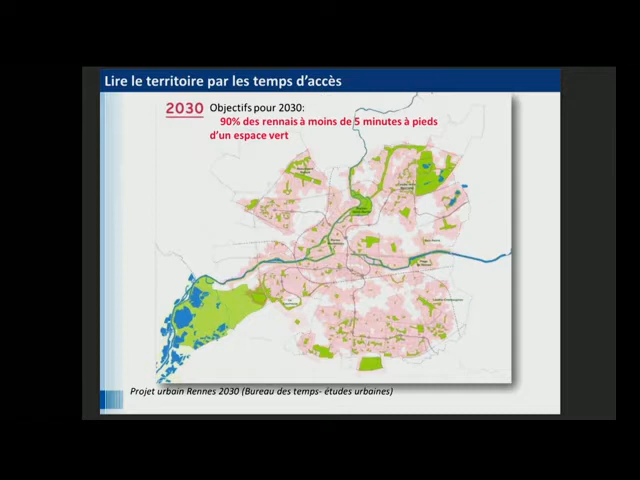 Lire le territoire par les temps d'accès
2030 Objectifs pour 2030:
90% des rennais à moins de 5 minutes à pieds
d'un espace vert
Projet urbain Rennes 2030 (Bureau des temps- études urbaines)